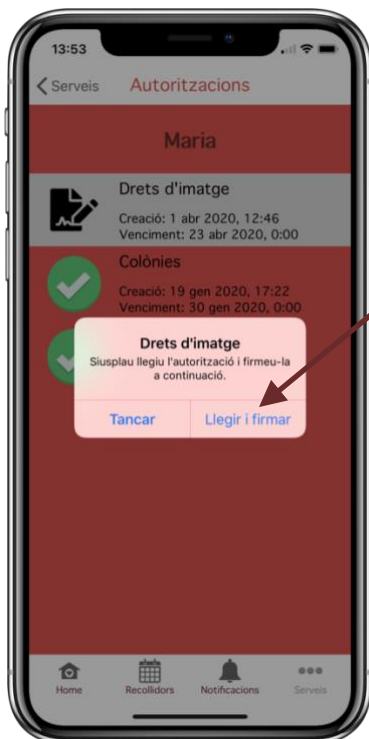 13:53
Serveis
Autoritzacions
Maria
Drets d'imatge
Creació: 1 abr 2020, 12:46
Venciment: 23 abr 2020, 0:00
Colònies
Creació: 19 gen 2020, 17:22
Venciment: 30 gen 2020, 0:00
Drets d'imatge
Siusplau llegiu l'autorització i firmeu-la
a continuació.
Tancar
Llegir i firmar
Home
Recollidors
Notificacions
Serveis